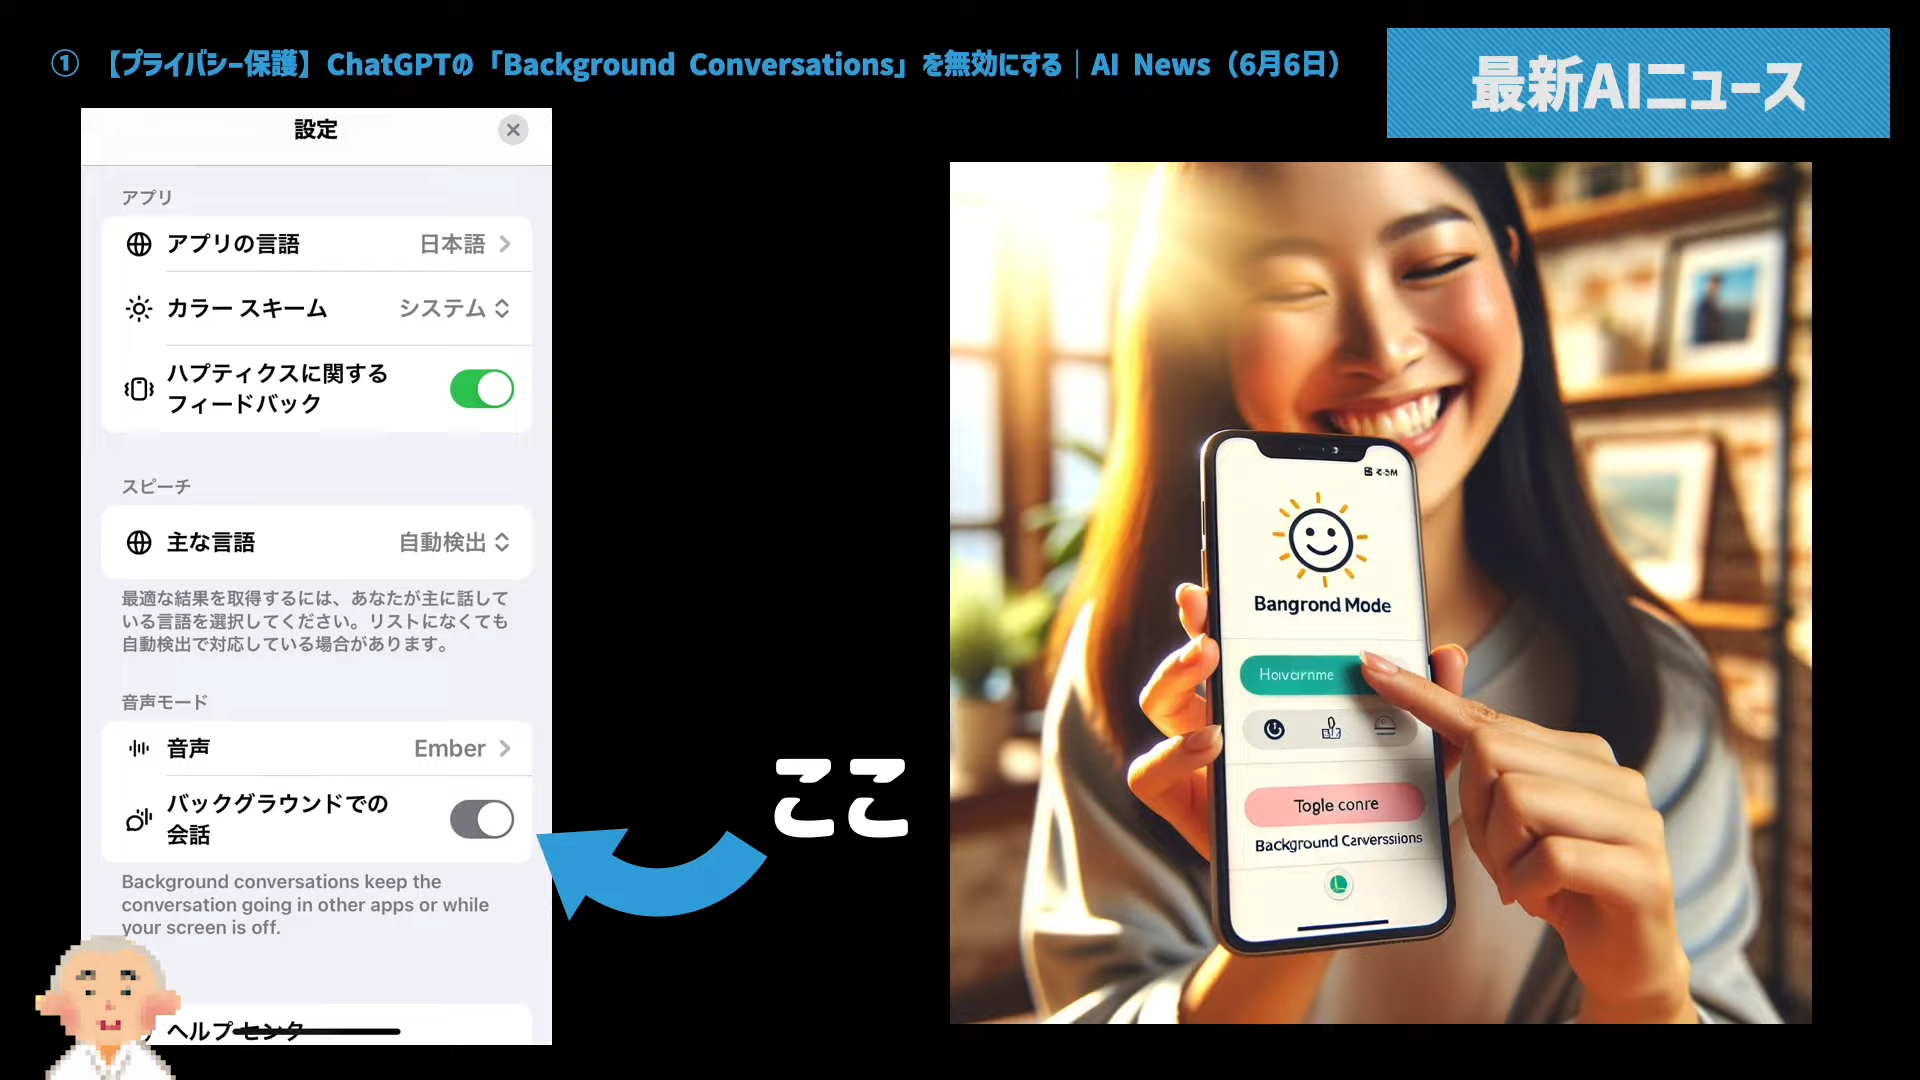 ① 【プライバシー保護】ChatGPTの「Background Conversations」を無効にする｜AI News（6月6日）
最新AIニュース
設定
アプリ
アプリの言語 日本語
カラー スキーム システム
ハプティクスに関する
フィードバック
スピーチ
主な言語 自動検出
最適な結果を取得するには、あなたが主に話して
いる言語を選択してください。リストになくても
自動検出で対応している場合があります。
音声モード
音声 Ember
バックグラウンドでの
会話
Background conversations keep the
conversation going in other apps or while
your screen is off.
ヘルプ センター
ここ
Bangrond Mode
Hovarnme
Togle conre
Background Carverssiions